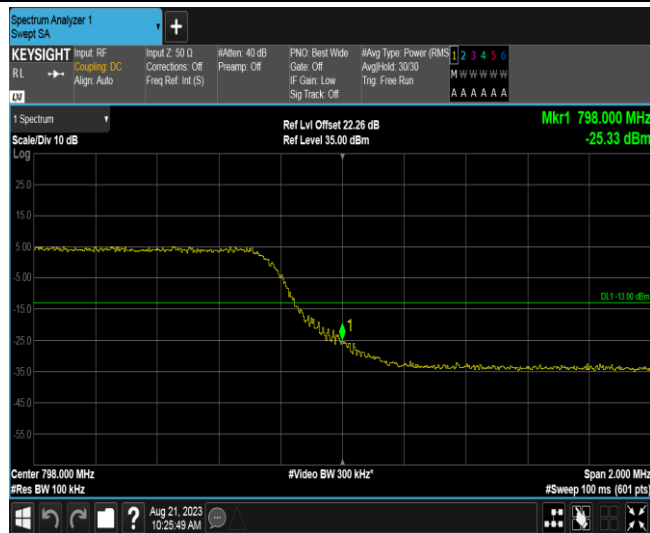 Spectrum Analyzer 1
Swept SA
+
KEYSIGHT
RL
LXI
Input: RF
Coupling: DC
Align: Auto
Input Z: 50 Ω
Corrections: Off
Freq Ref: Int (S)
#Atten: 40 dB
Preamp: Off
PNO: Best Wide
Gate: Off
IF Gain: Low
Sig Track: Off
#Avg Type: Power (RMS
Avg|Hold: 30/30
Trig: Free Run
1 2 3 4 5 6
M W W W W W
A A A A A A
1 Spectrum
Scale/Div 10 dB
Log
Ref Lvl Offset 22.26 dB
Ref Level 35.00 dBm
Mkr1 798.000 MHz
-25.33 dBm
25.0
15.0
5.00
-5.00
DL1 -13.00 dBm
-15.0
1
-25.0
-35.0
-45.0
-55.0
Center 798.000 MHz
#Res BW 100 kHz
#Video BW 300 kHz*
Span 2.000 MHz
#Sweep 100 ms (601 pts)
?
Aug 21, 2023
10:25:49 AM